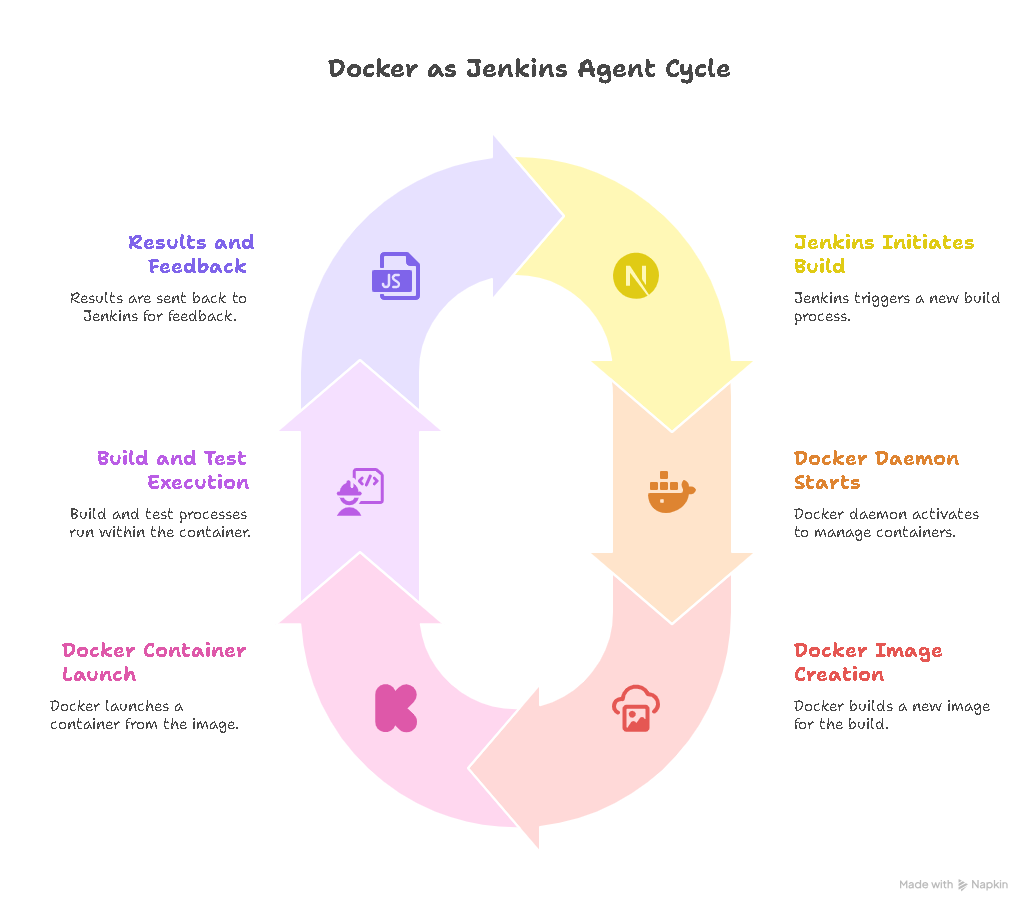 Docker as Jenkins Agent Cycle
Results and
Feedback
Results are sent back to
Jenkins for feedback.
JS
N
Jenkins Initiates
Build
Jenkins triggers a new build
process.
Build and Test
Execution
Build and test processes
run within the container.
</>
Docker Daemon
Starts
Docker daemon activates
to manage containers.
Docker Container
Launch
Docker launches a
container from the image.
K
Docker Image
Creation
Docker builds a new image
for the build.
Made with Napkin